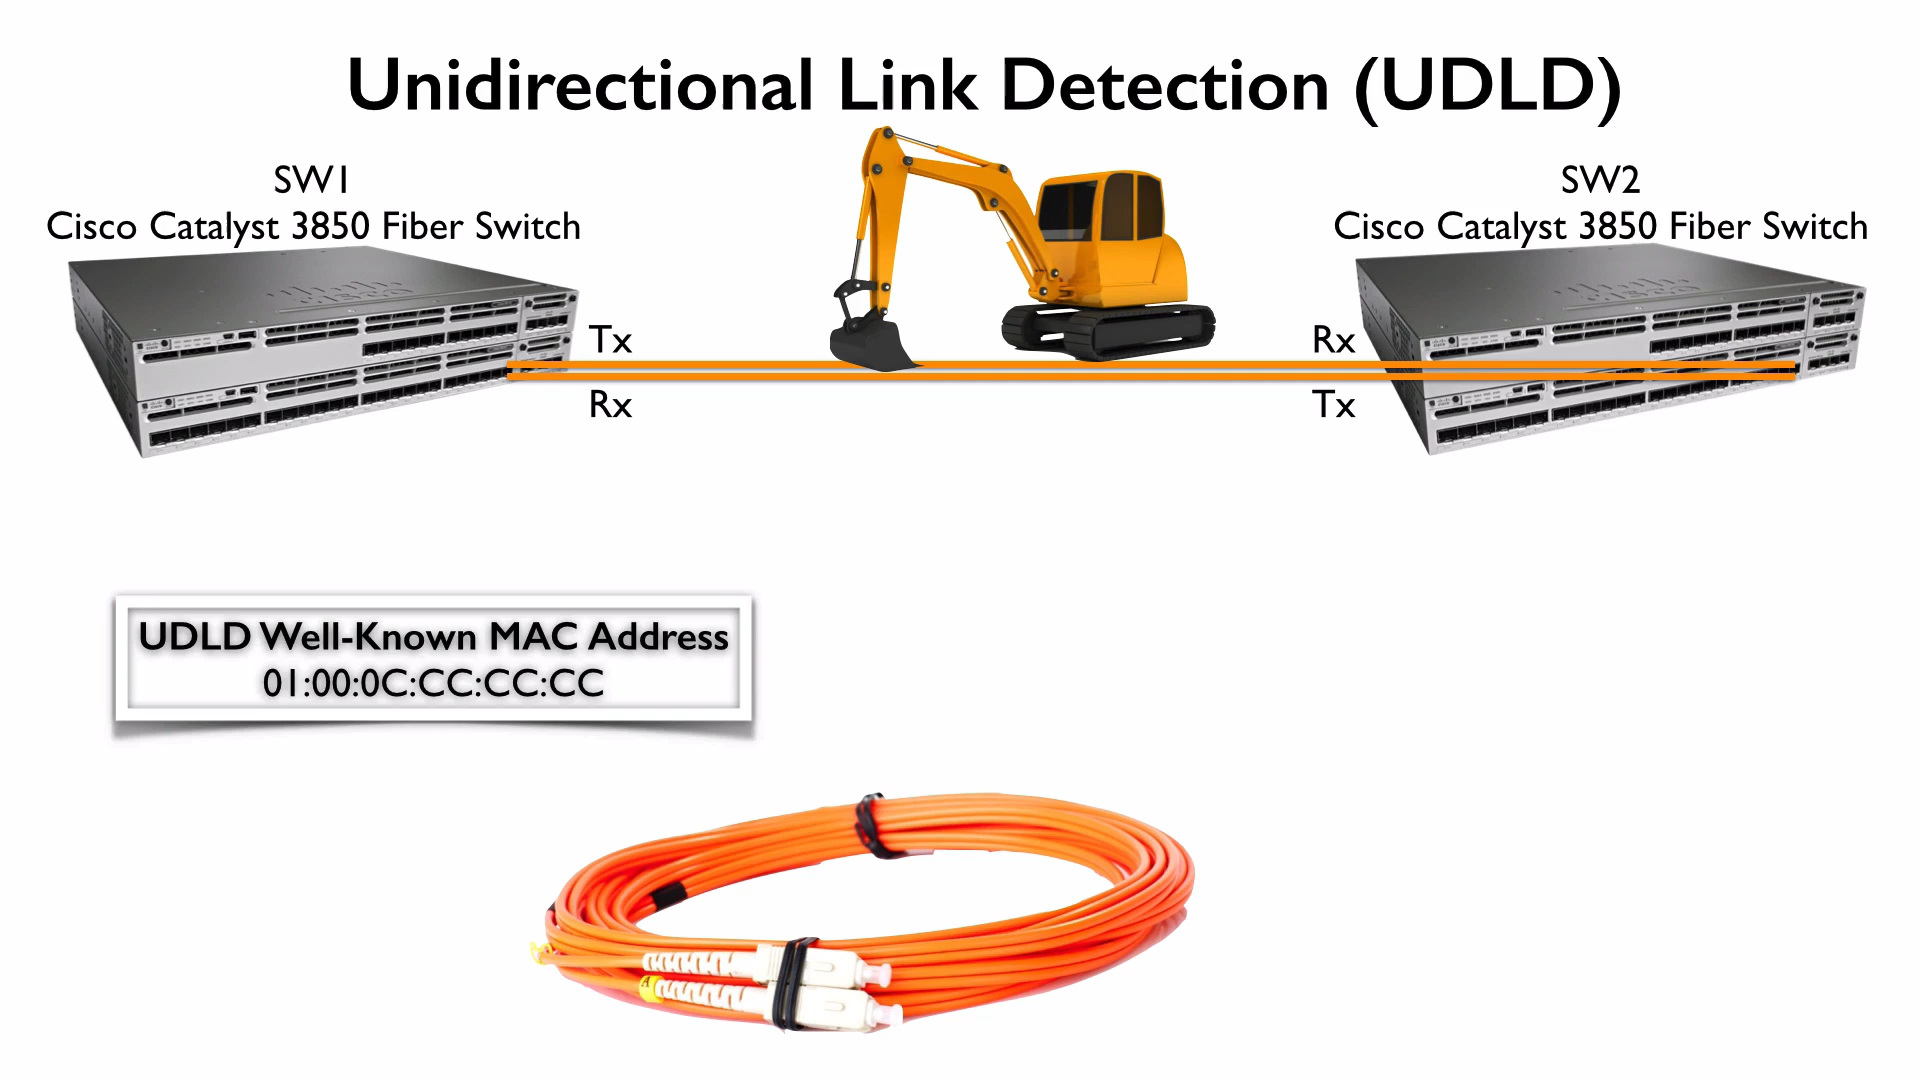 Unidirectional Link Detection (UDLD)
SW1
Cisco Catalyst 3850 Fiber Switch
SW2
Cisco Catalyst 3850 Fiber Switch
Tx
Rx
Rx
Tx
UDLD Well-Known MAC Address
01:00:0C:CC:CC:CC